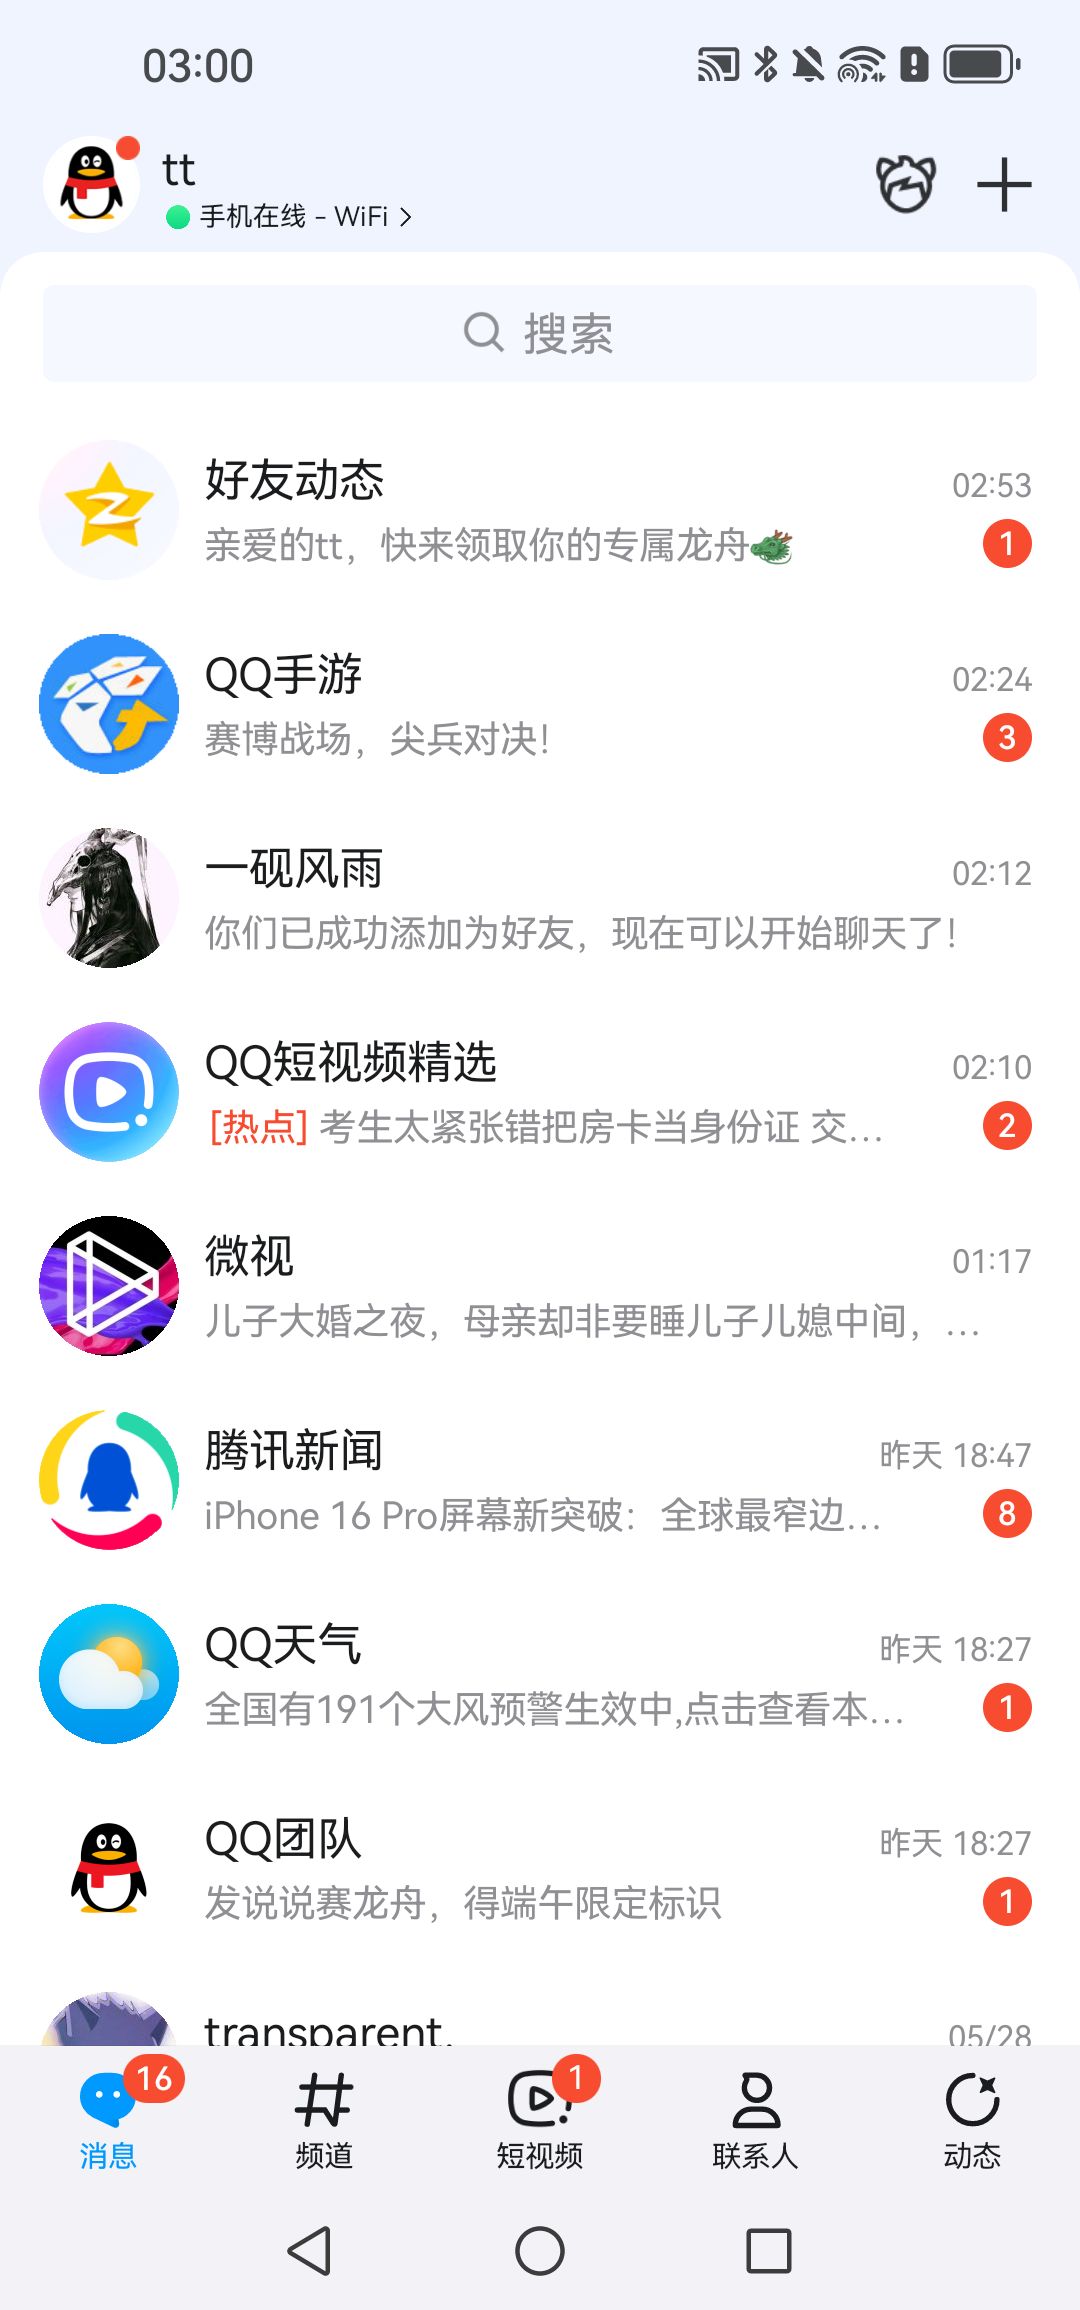 03:00
tt
手机在线 - WiFi
搜索
好友动态
02:53
亲爱的tt，快来领取你的专属龙舟🐲
1
QQ手游
02:24
赛博战场，尖兵对决！
3
一砚风雨
02:12
你们已成功添加为好友，现在可以开始聊天了！
QQ短视频精选
02:10
[热点] 考生太紧张错把房卡当身份证 交...
2
微视
01:17
儿子大婚之夜，母亲却非要睡儿子儿媳中间，...
腾讯新闻
昨天 18:47
iPhone 16 Pro屏幕新突破：全球最窄边...
8
QQ天气
昨天 18:27
全国有191个大风预警生效中,点击查看本...
1
QQ团队
昨天 18:27
发说说赛龙舟，得端午限定标识
1
transparent.
05/28
16
1
消息
频道
短视频
联系人
动态